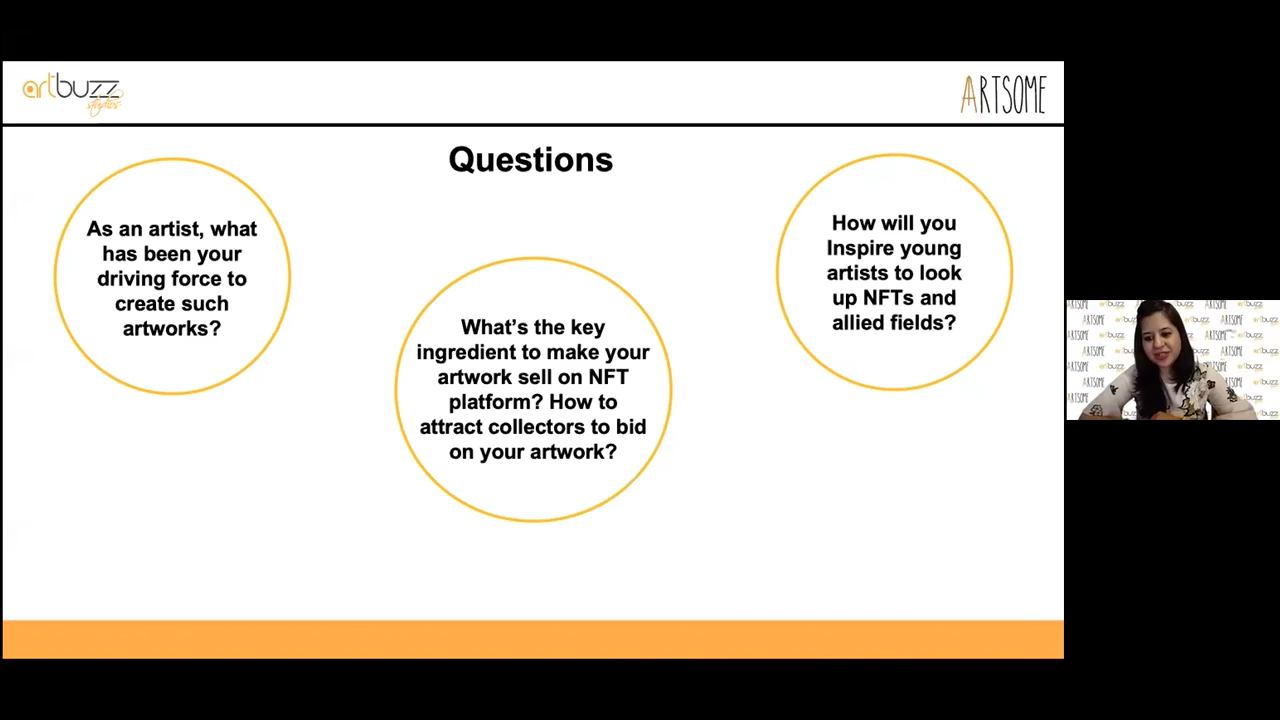 artbuzz
studios
ARTSOME
Questions
As an artist, what
has been your
driving force to
create such
artworks?
What's the key
ingredient to make your
artwork sell on NFT
platform? How to
attract collectors to bid
on your artwork?
How will you
Inspire young
artists to look
up NFTs and
allied fields?